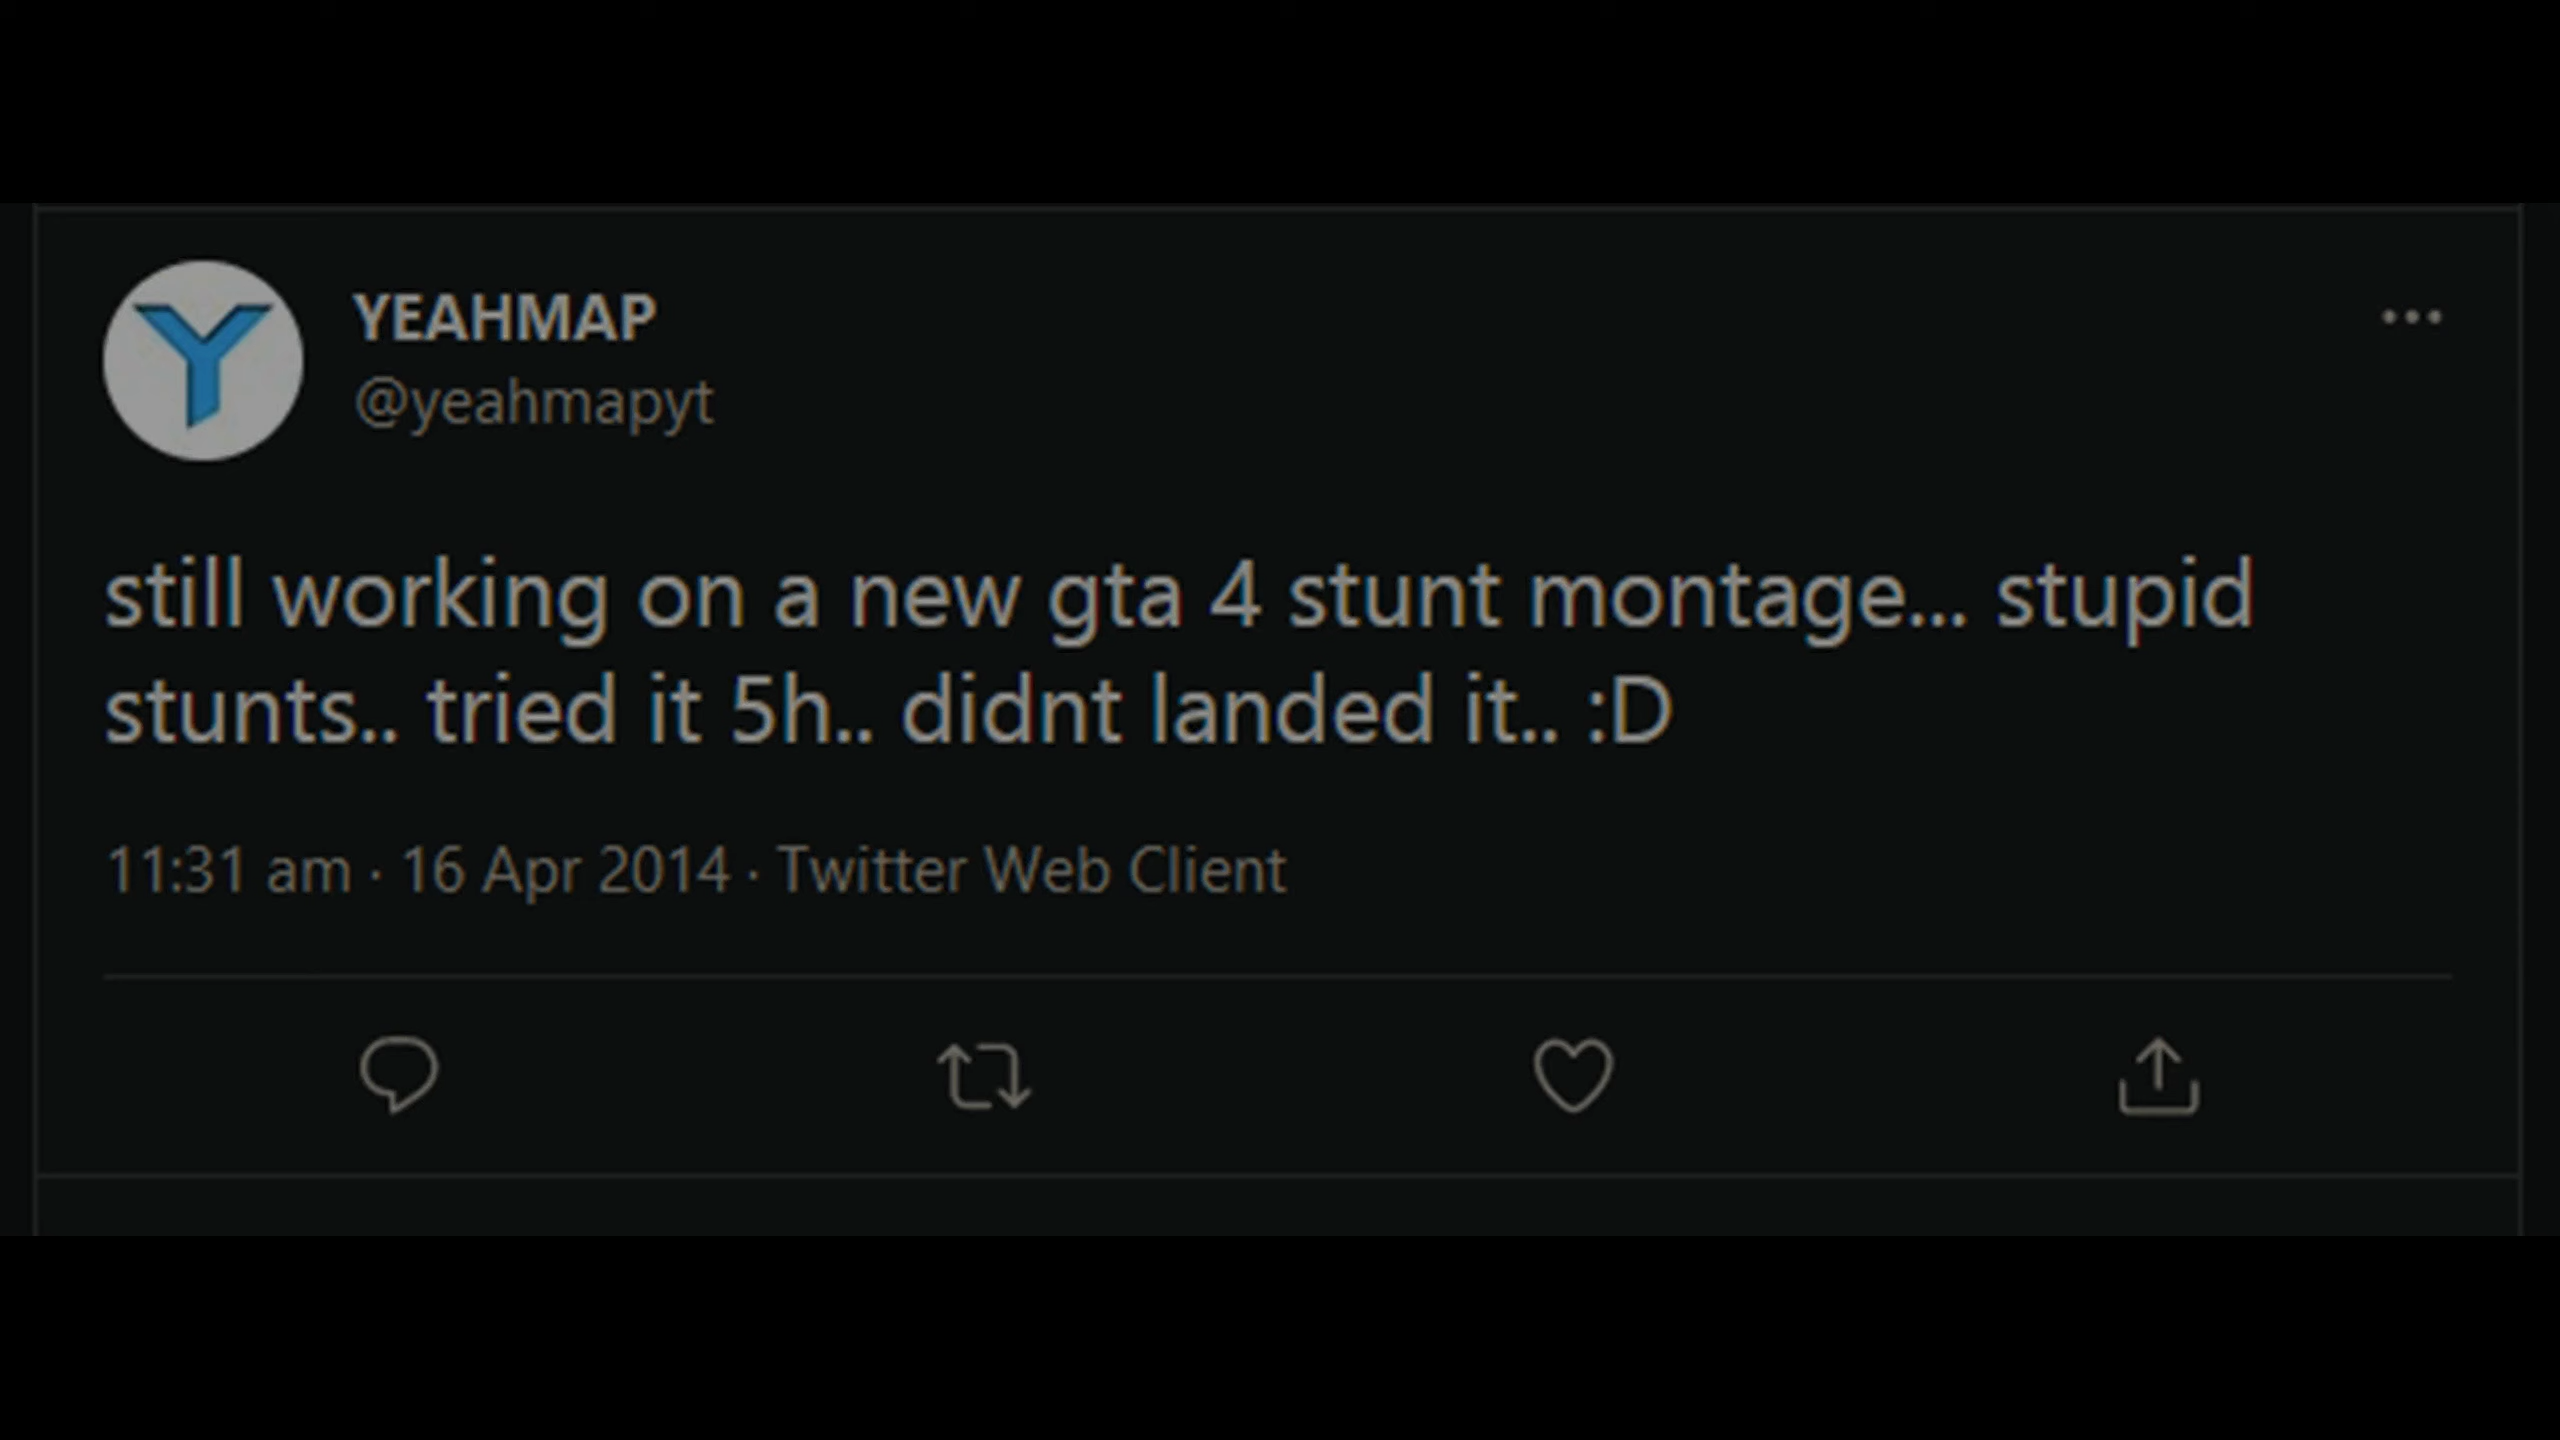 YEAHMAP
@yeahmapyt
still working on a new gta 4 stunt montage... stupid
stunts.. tried it 5h.. didnt landed it.. :D
11:31 am · 16 Apr 2014 · Twitter Web Client